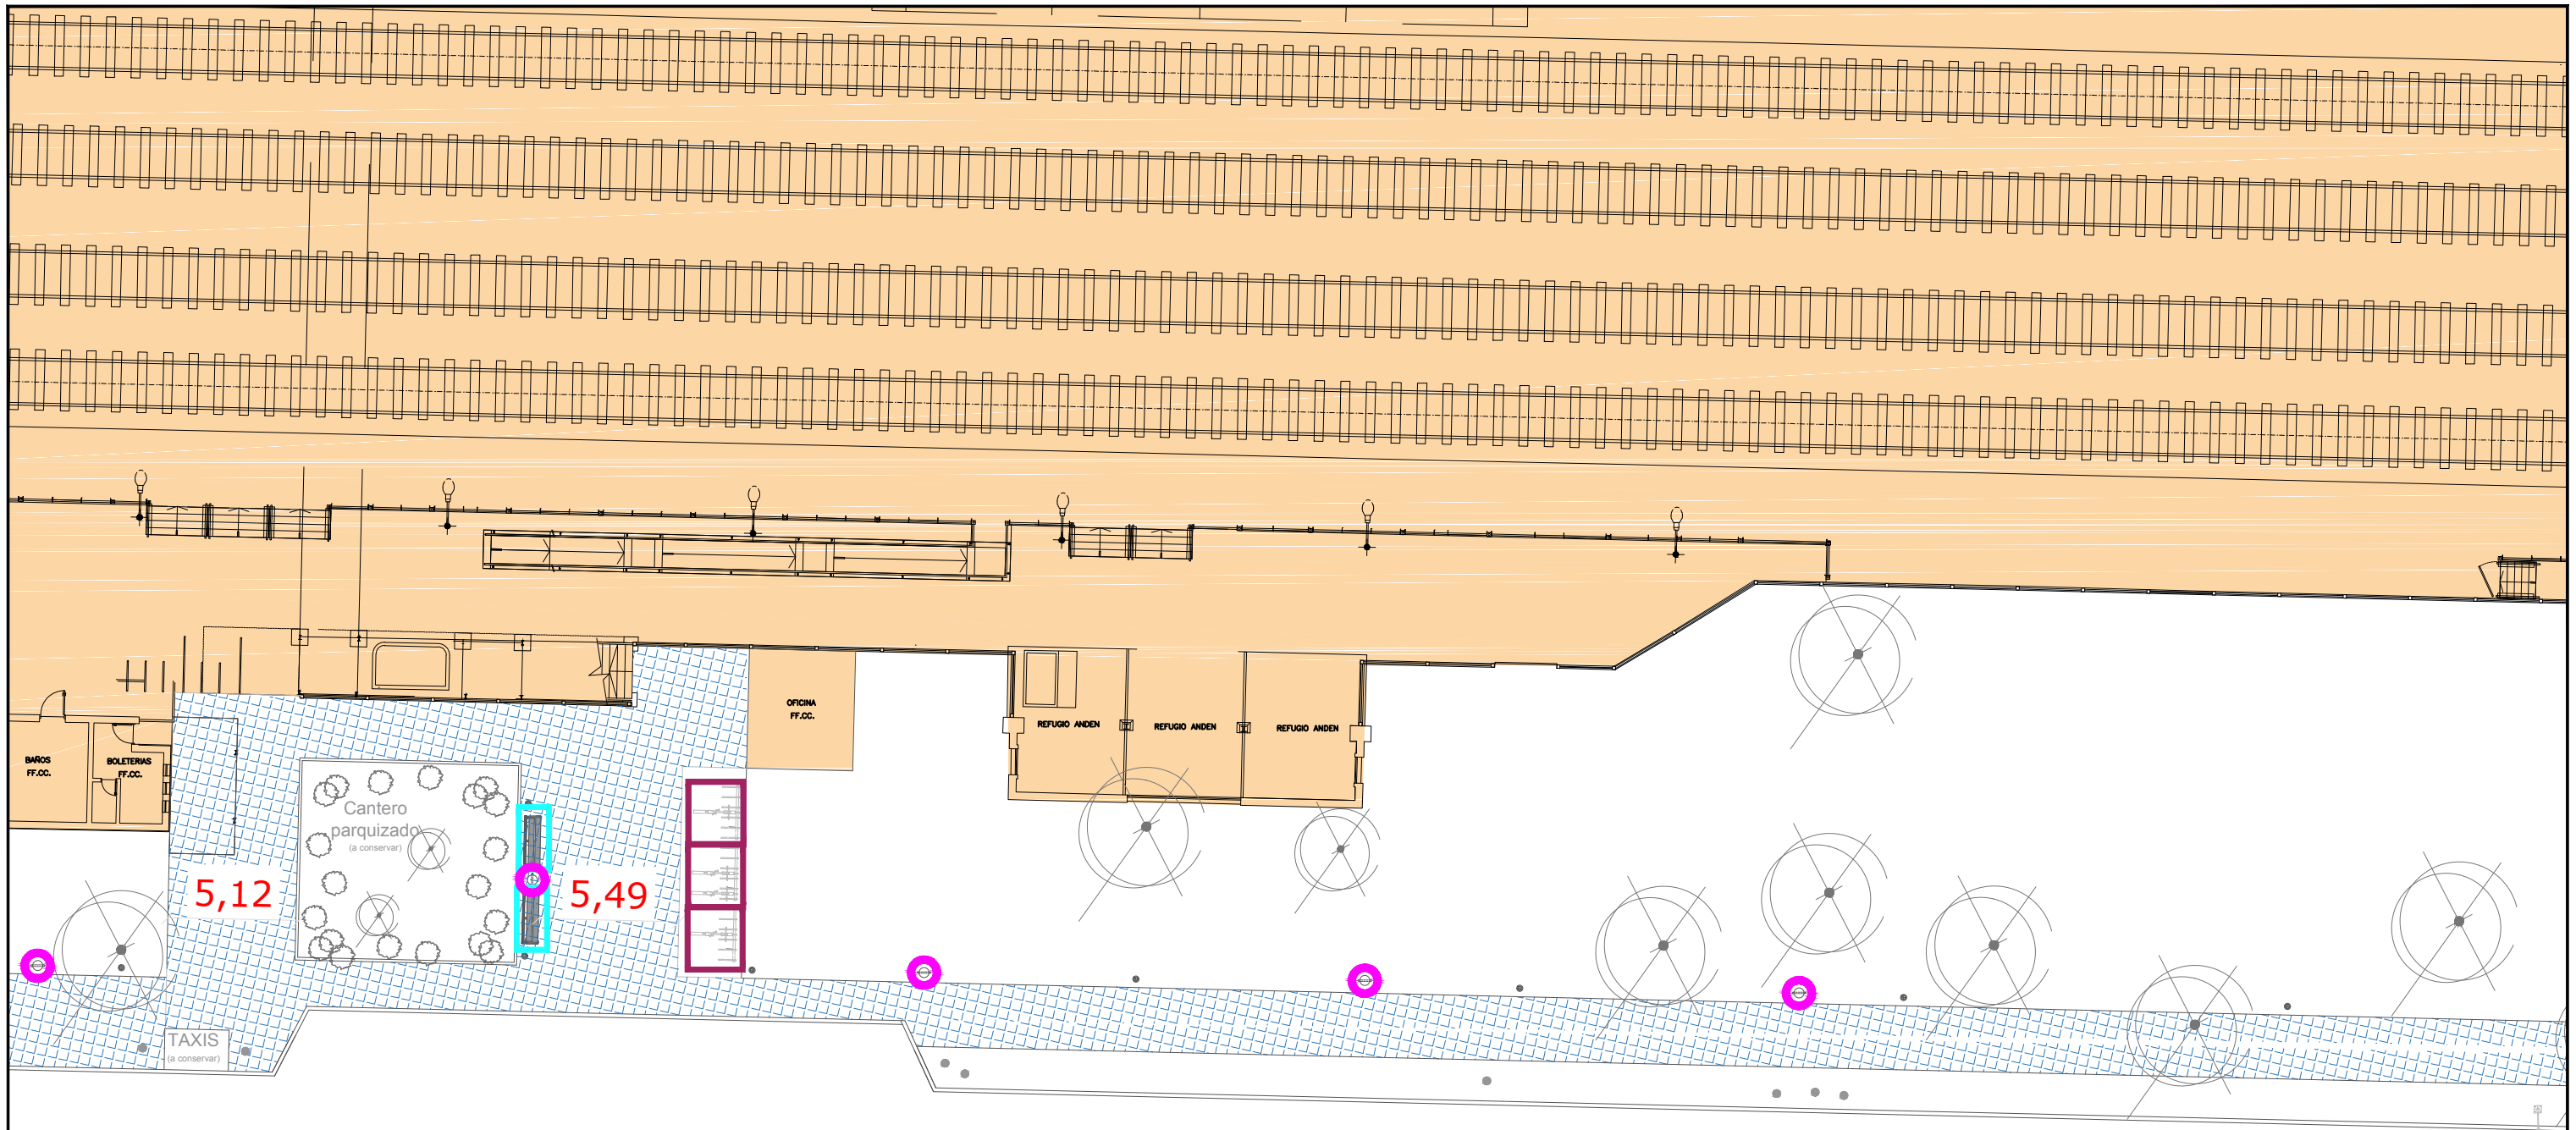 OFICINA
FF.CC.
REFUGIO ANDEN
REFUGIO ANDEN
REFUGIO ANDEN
BAÑOS
FF.CC.
BOLETERIAS
FF.CC.
Cantero
parquizado
(a conservar)
5,12
5,49
TAXIS
(a conservar)